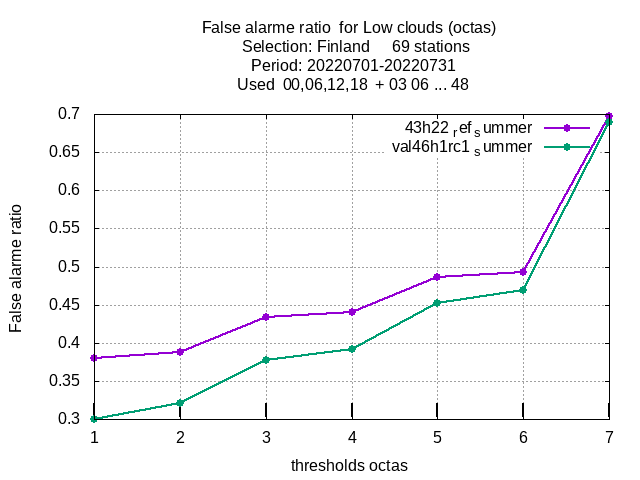 False alarme ratio  for Low clouds (octas)
Selection: Finland     69 stations
Period: 20220701-20220731
Used  00,06,12,18  + 03 06 ... 48
43h22_ref_summer
val46h1rc1_summer
False alarme ratio
0.7
0.65
0.6
0.55
0.5
0.45
0.4
0.35
0.3
1 2 3 4 5 6 7
thresholds octas